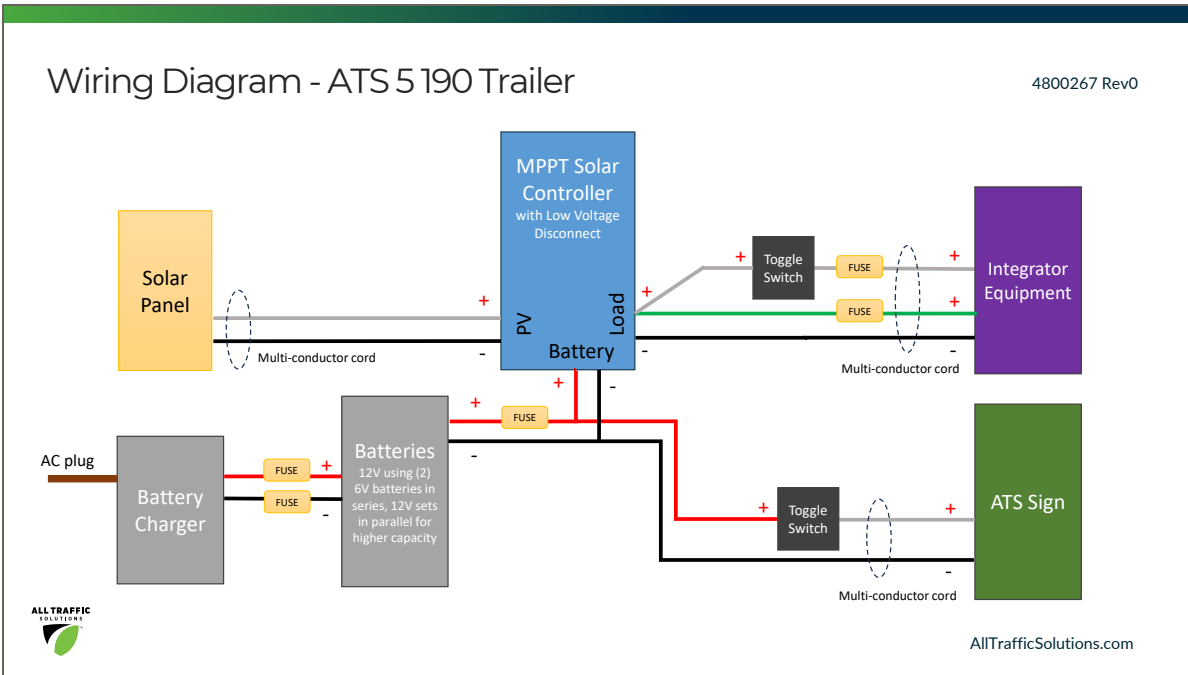 Wiring Diagram - ATS 5 190 Trailer
4800267 Rev0
MPPT Solar
Controller
with Low Voltage
Disconnect
PV
Load
Battery
+
-
+
-
+
-
Solar
Panel
+
-
Multi-conductor cord
+
Toggle
Switch
FUSE
+
FUSE
+
-
Multi-conductor cord
Integrator
Equipment
AC plug
Battery
Charger
FUSE
+
FUSE
-
Batteries
12V using (2)
6V batteries in
series, 12V sets
in parallel for
higher capacity
+
FUSE
-
+
Toggle
Switch
+
-
Multi-conductor cord
ATS Sign
ALL TRAFFIC
SOLUTIONS
AllTrafficSolutions.com